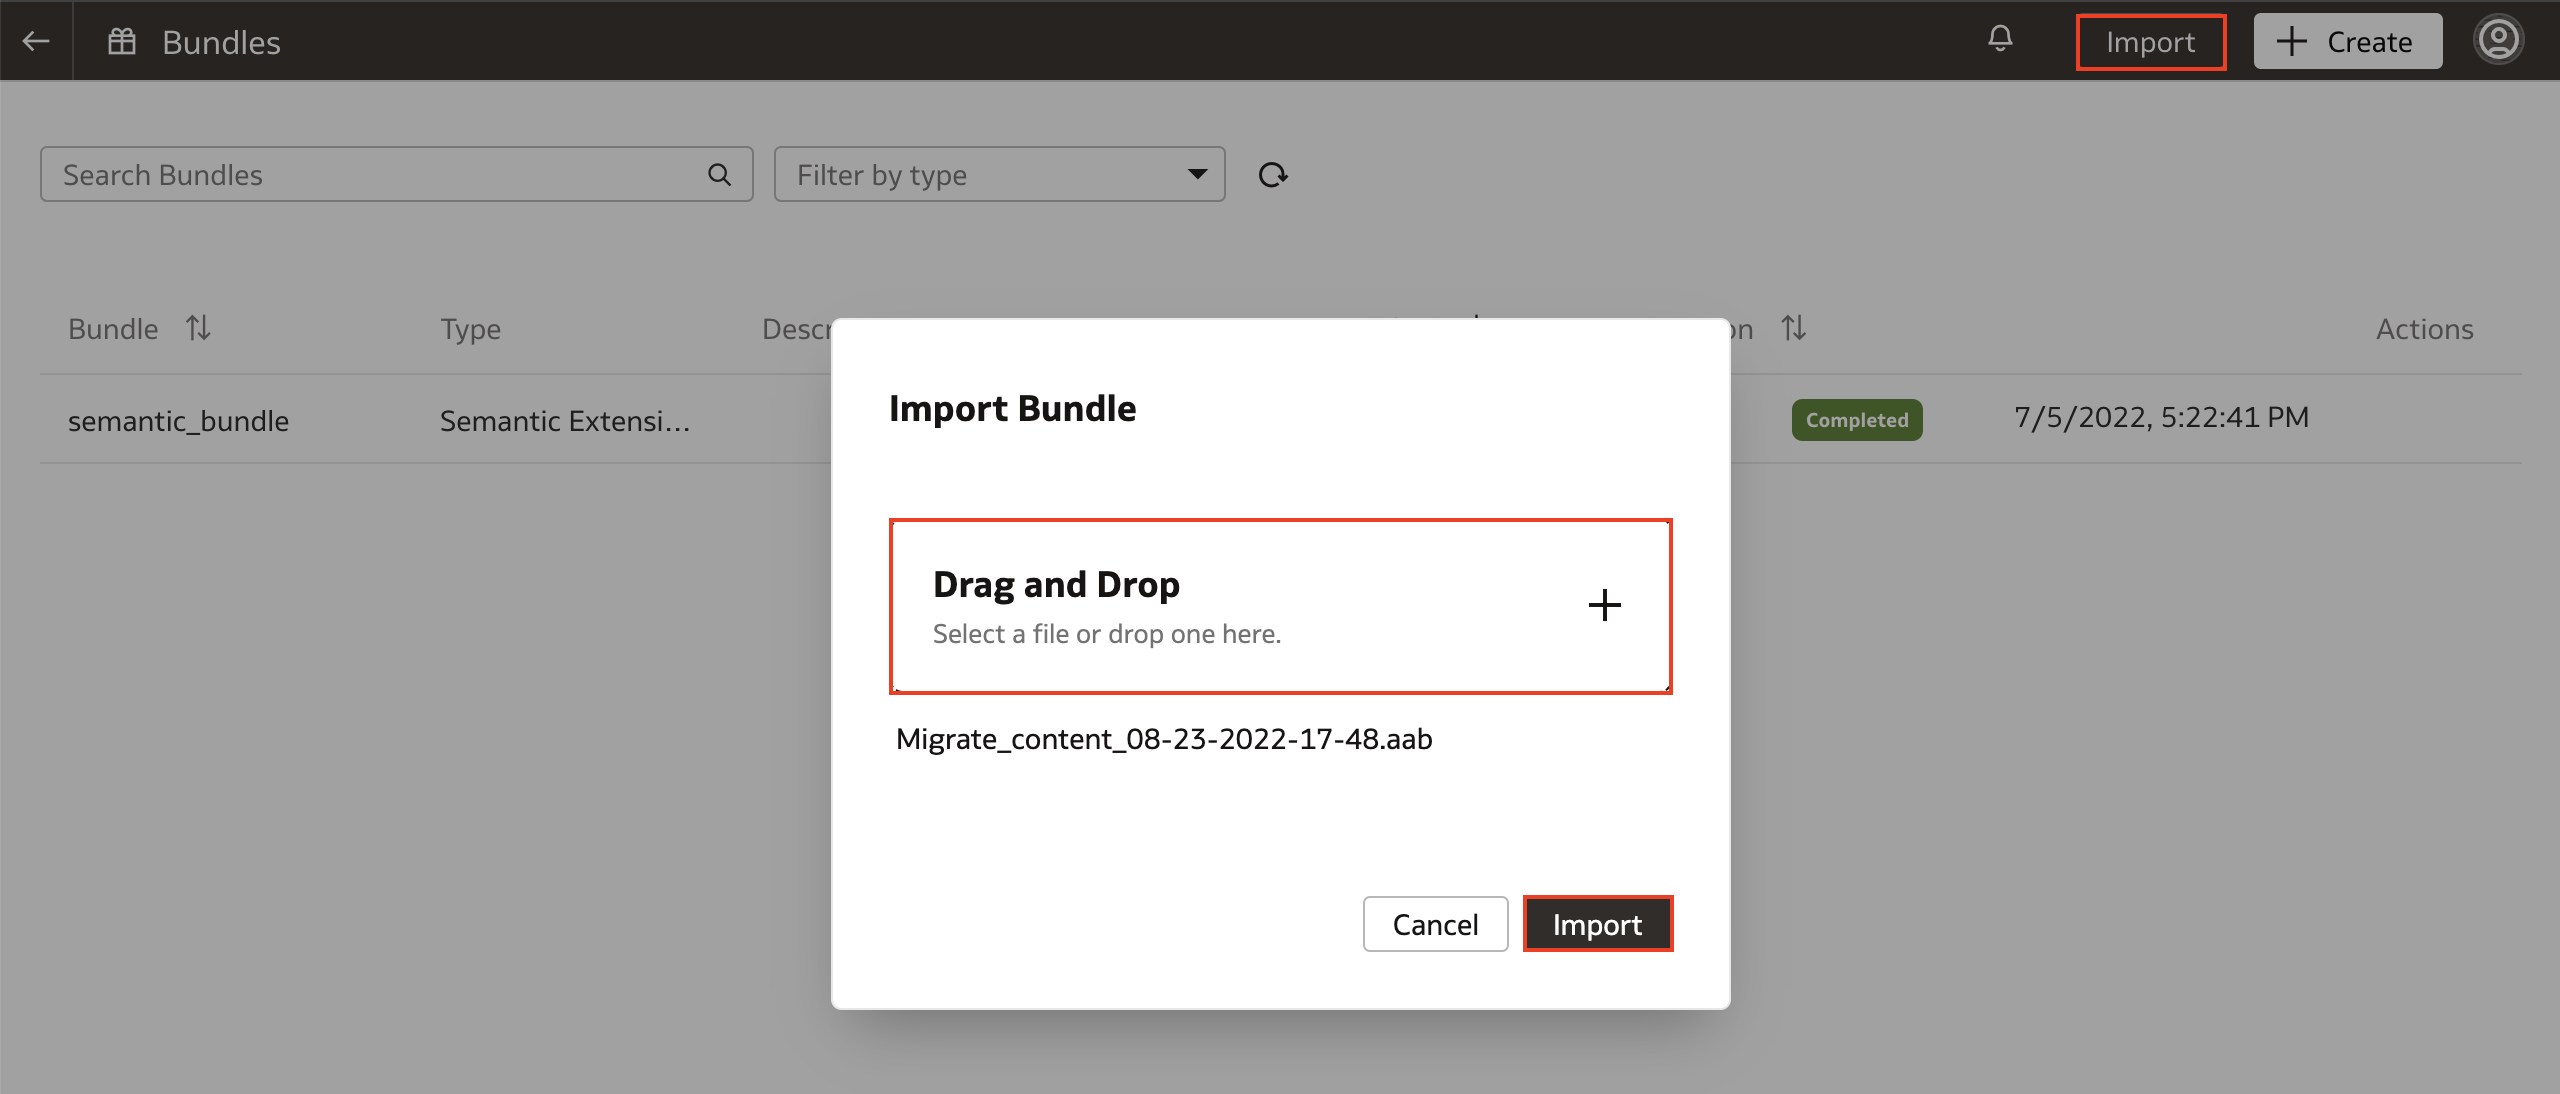 Bundles
Import
+ Create
Search Bundles
Filter by type
Bundle
Type
Descr
on
Actions
semantic_bundle
Semantic Extensi...
Completed
7/5/2022, 5:22:41 PM
Import Bundle
Drag and Drop
Select a file or drop one here.
Migrate_content_08-23-2022-17-48.aab
Cancel
Import